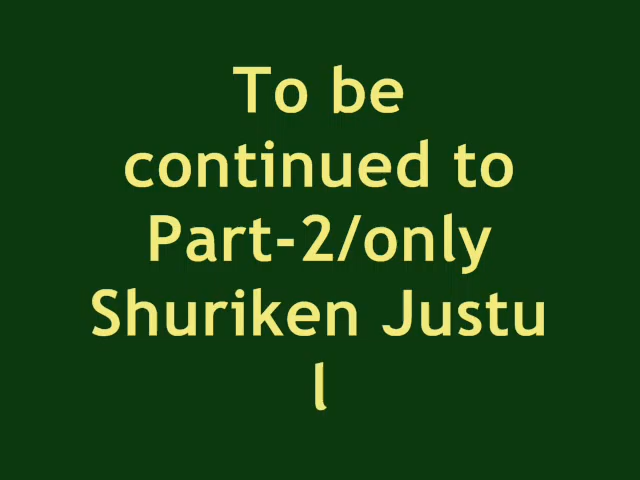 To be
continued to
Part-2/only
Shuriken Justu
l